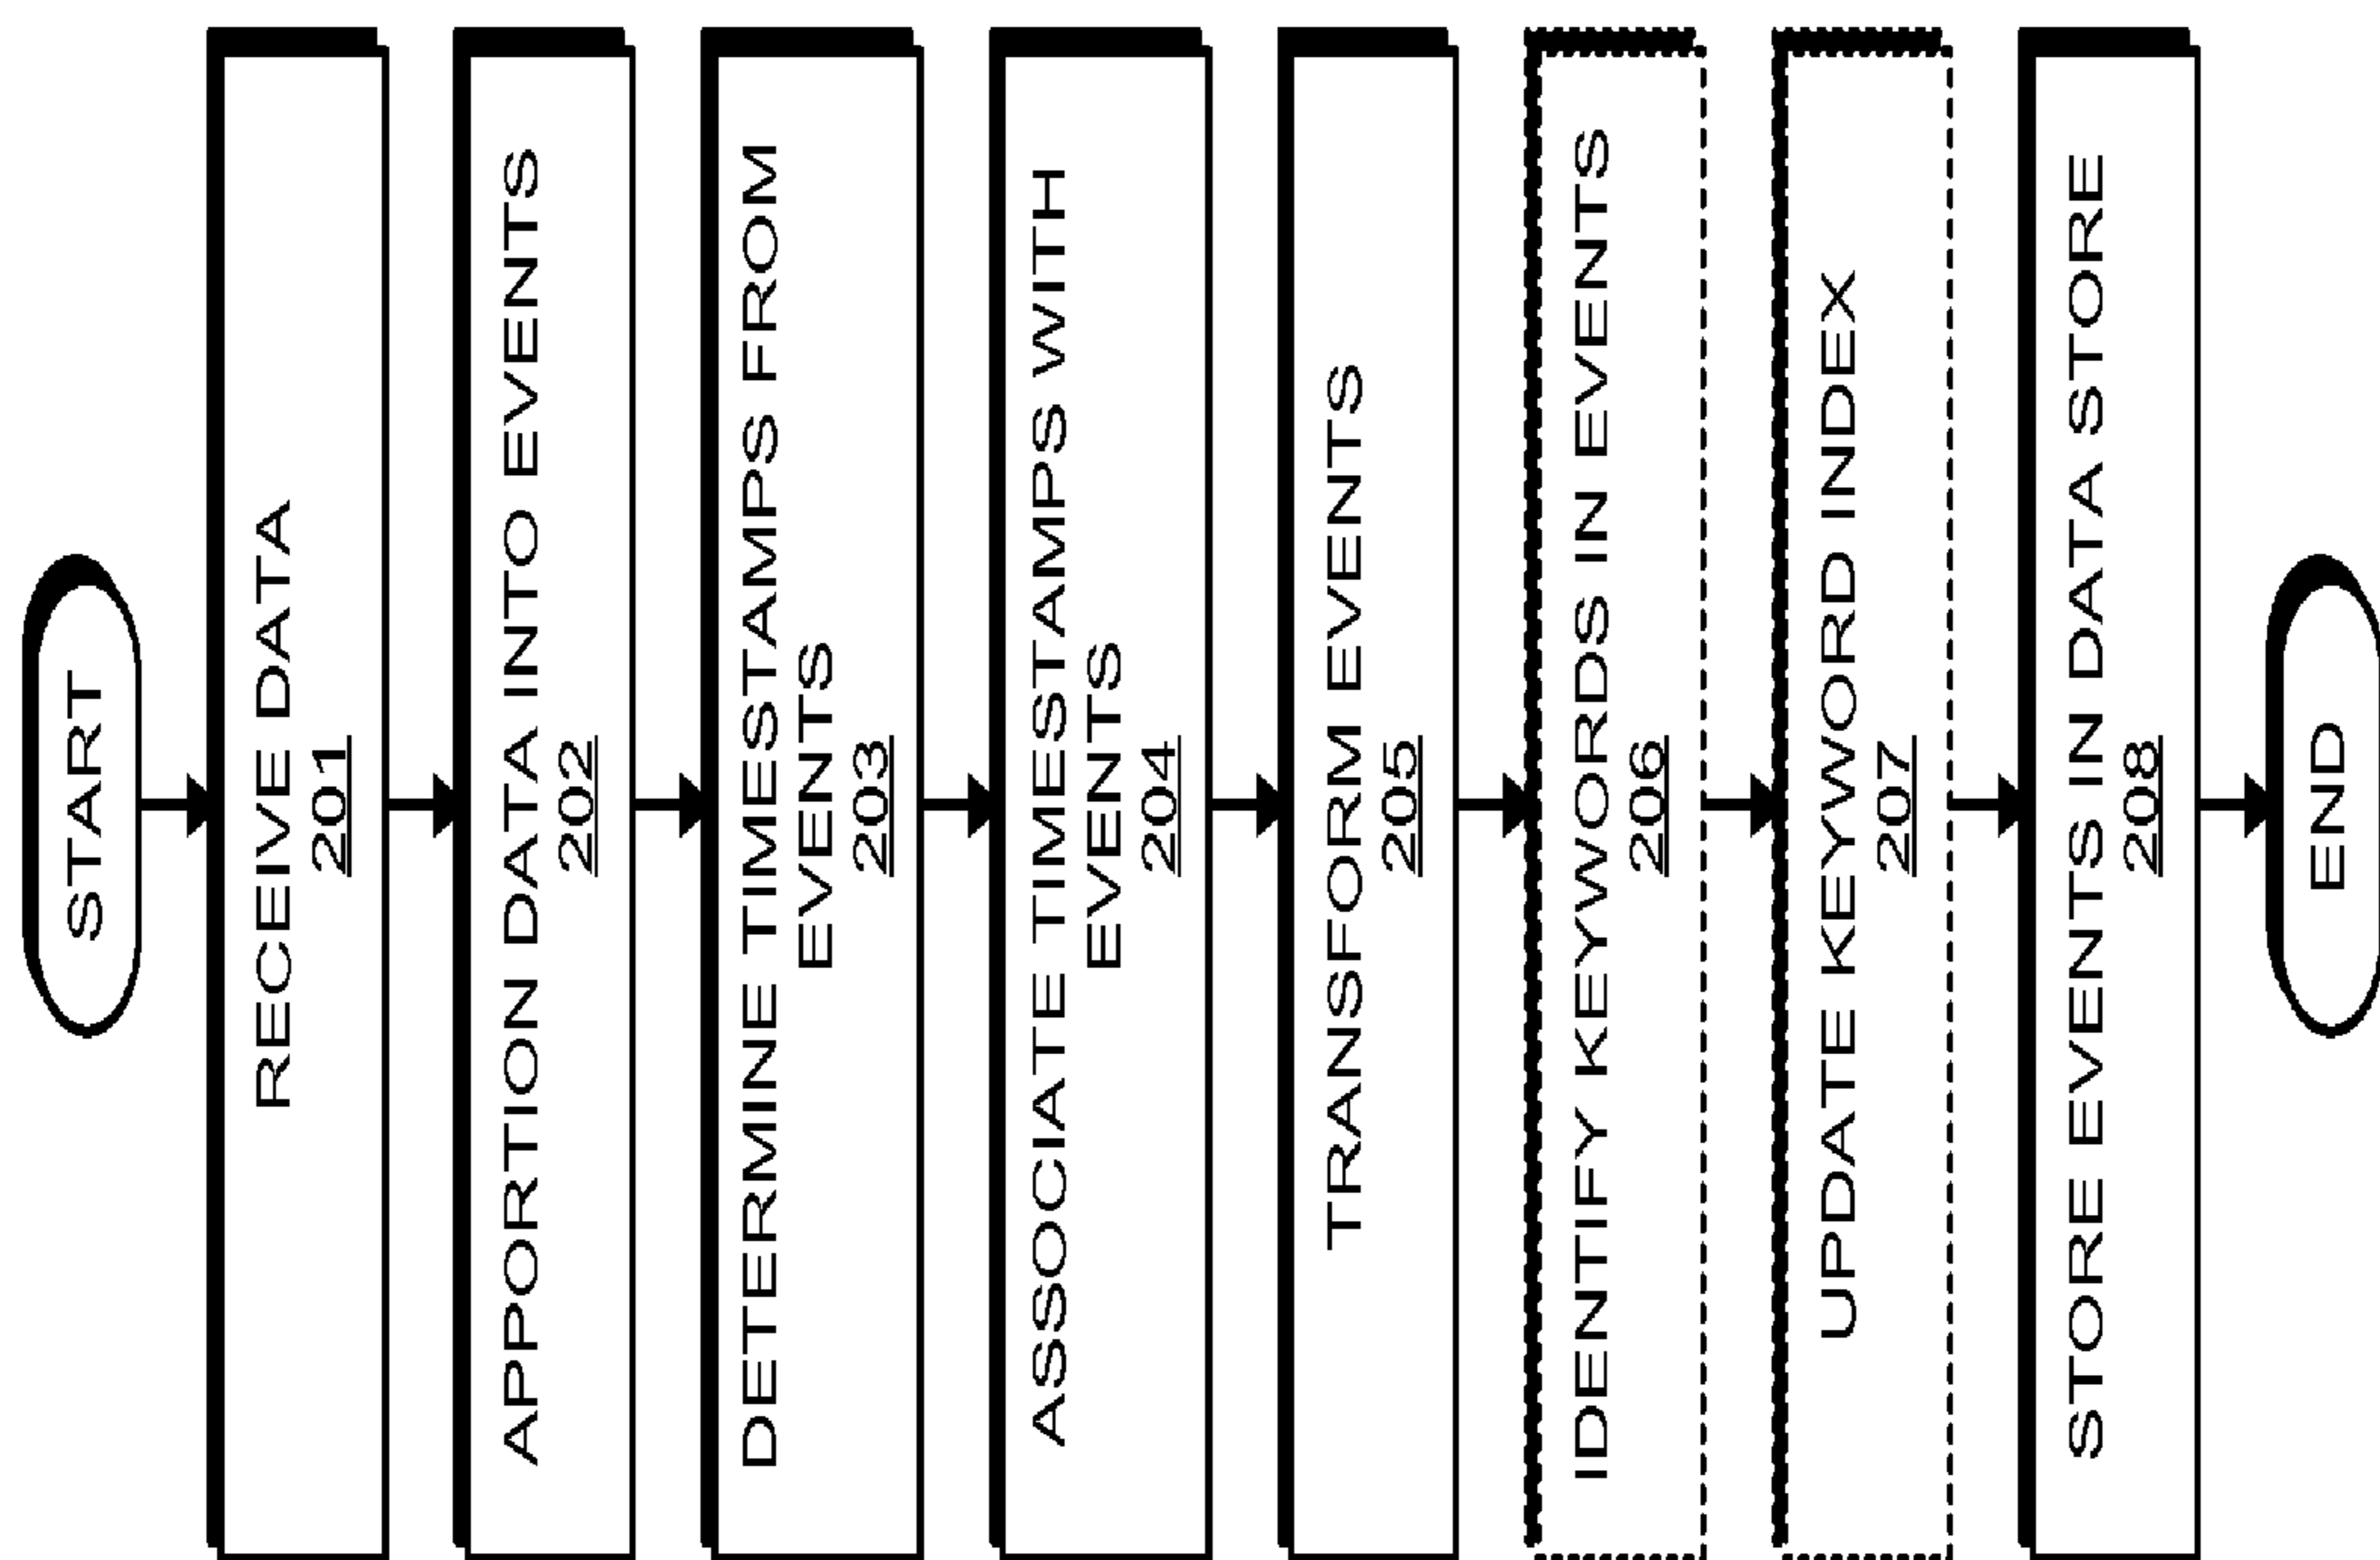 START
RECEIVE DATA
201
APPORTION DATA INTO EVENTS
202
DETERMINE TIMESTAMPS FROM
EVENTS
203
ASSOCIATE TIMESTAMPS WITH
EVENTS
204
TRANSFORM EVENTS
205
IDENTIFY KEYWORDS IN EVENTS
206
UPDATE KEYWORD INDEX
207
STORE EVENTS IN DATA STORE
208
END